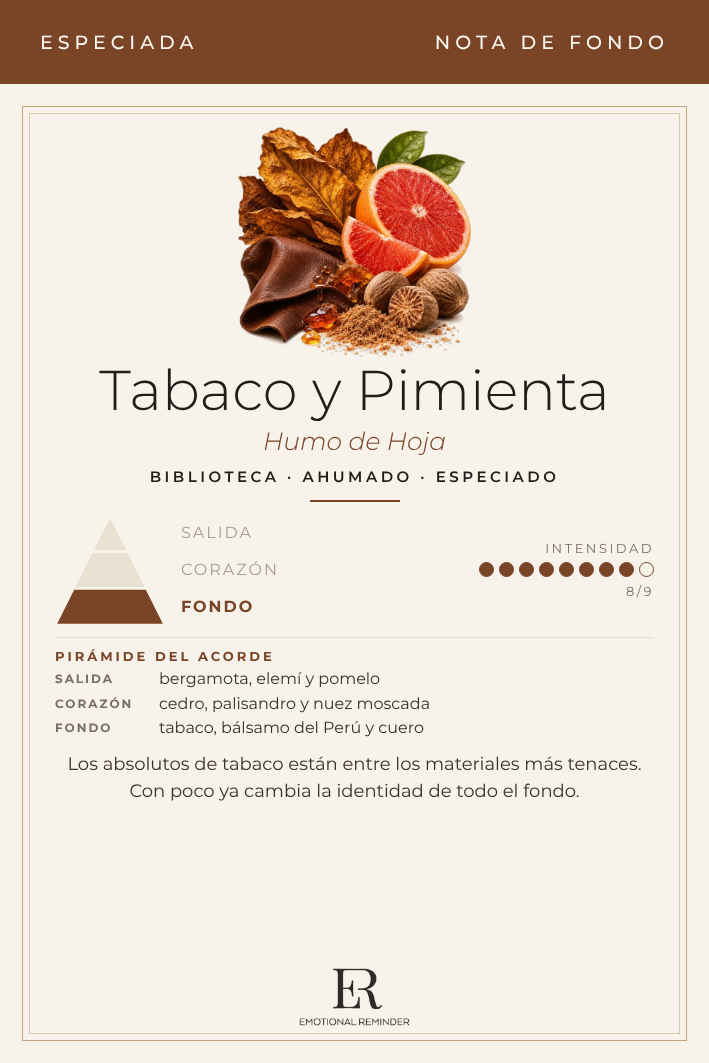 ESPECIADA NOTA DE FONDO
Tabaco y Pimienta
Humo de Hoja
BIBLIOTECA · AHUMADO · ESPECIADO
SALIDA
CORAZÓN
FONDO
INTENSIDAD
8/9
PIRÁMIDE DEL ACORDE
SALIDA bergamota, elemí y pomelo
CORAZÓN cedro, palisandro y nuez moscada
FONDO tabaco, bálsamo del Perú y cuero
Los absolutos de tabaco están entre los materiales más tenaces.
Con poco ya cambia la identidad de todo el fondo.
ER
EMOTIONAL REMINDER